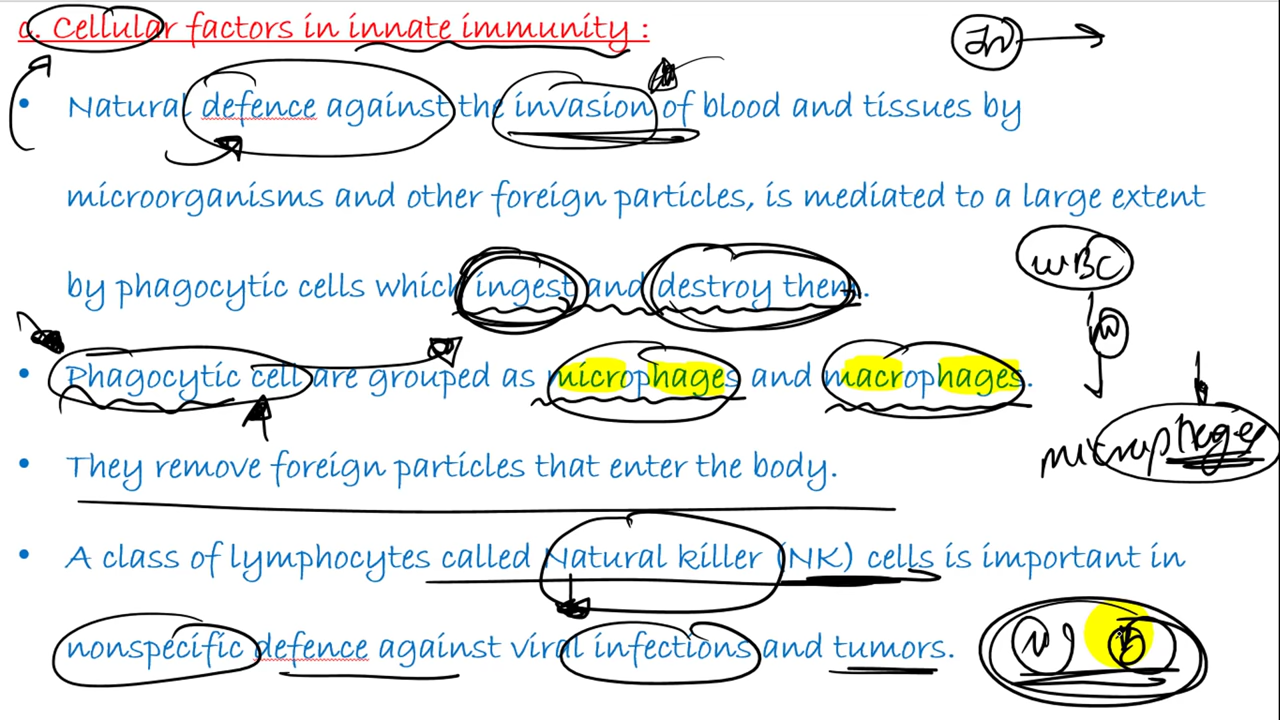 c. Cellular factors in innate immunity :
• Natural defence against the invasion of blood and tissues by
microorganisms and other foreign particles, is mediated to a large extent
by phagocytic cells which ingest and destroy them.
WBC
• Phagocytic cell are grouped as microphages and macrophages.
microphage
• They remove foreign particles that enter the body.
• A class of lymphocytes called Natural killer (NK) cells is important in
nonspecific defence against viral infections and tumors.